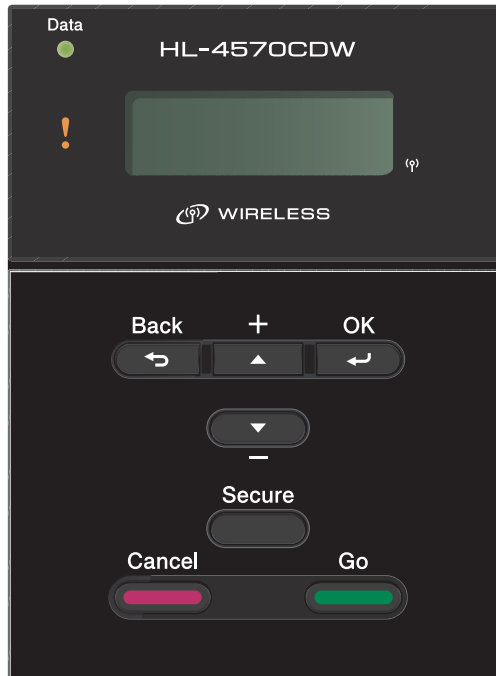 Data
HL-4570CDW
WIRELESS
Back + OK
−
Secure
Cancel Go